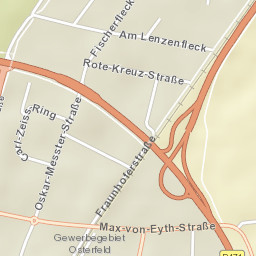 Fischerfleck
Am Lenzenfleck
Rote-Kreuz-Straße
Carl-Zeiss-Ring
Oskar-Messter-Straße
Fraunhoferstraße
Max-von-Eyth-Straße
Gewerbegebiet
Osterfeld
B471